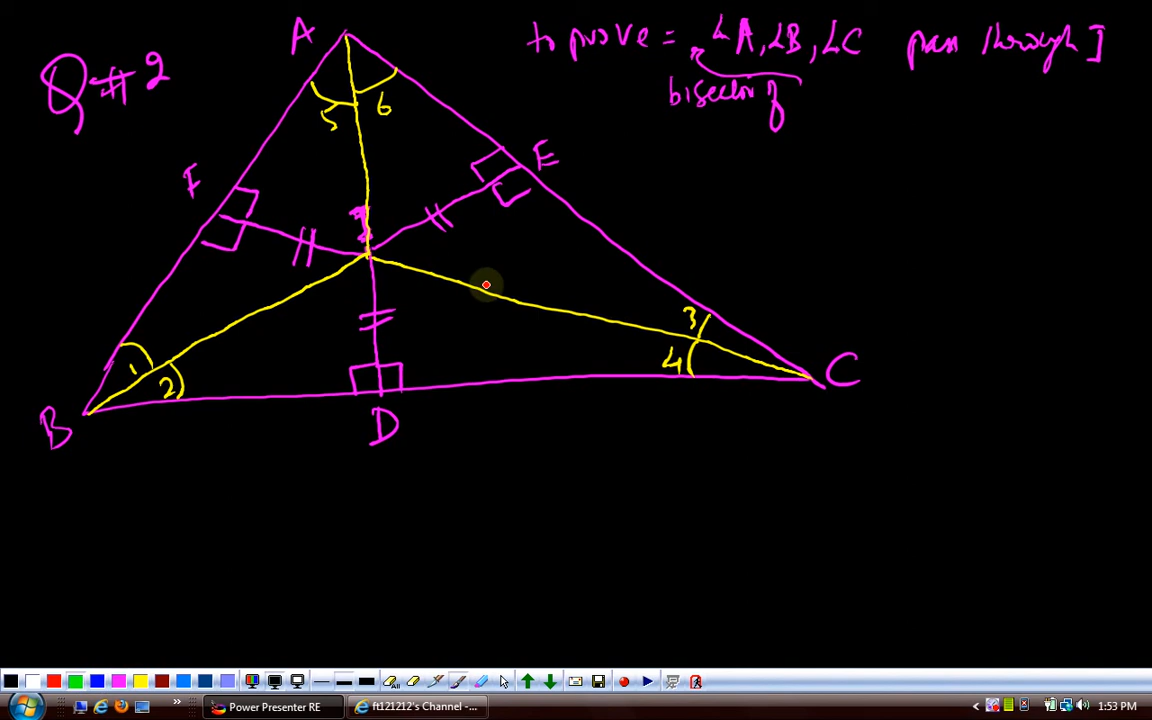 Q#2
to prove = ∠A, ∠B, ∠C pass through I
bisector of
A
5 6
F
E
I
3
4
1
2
B
D
C
Power Presenter RE
ft121212's Channel - ...
1:53 PM